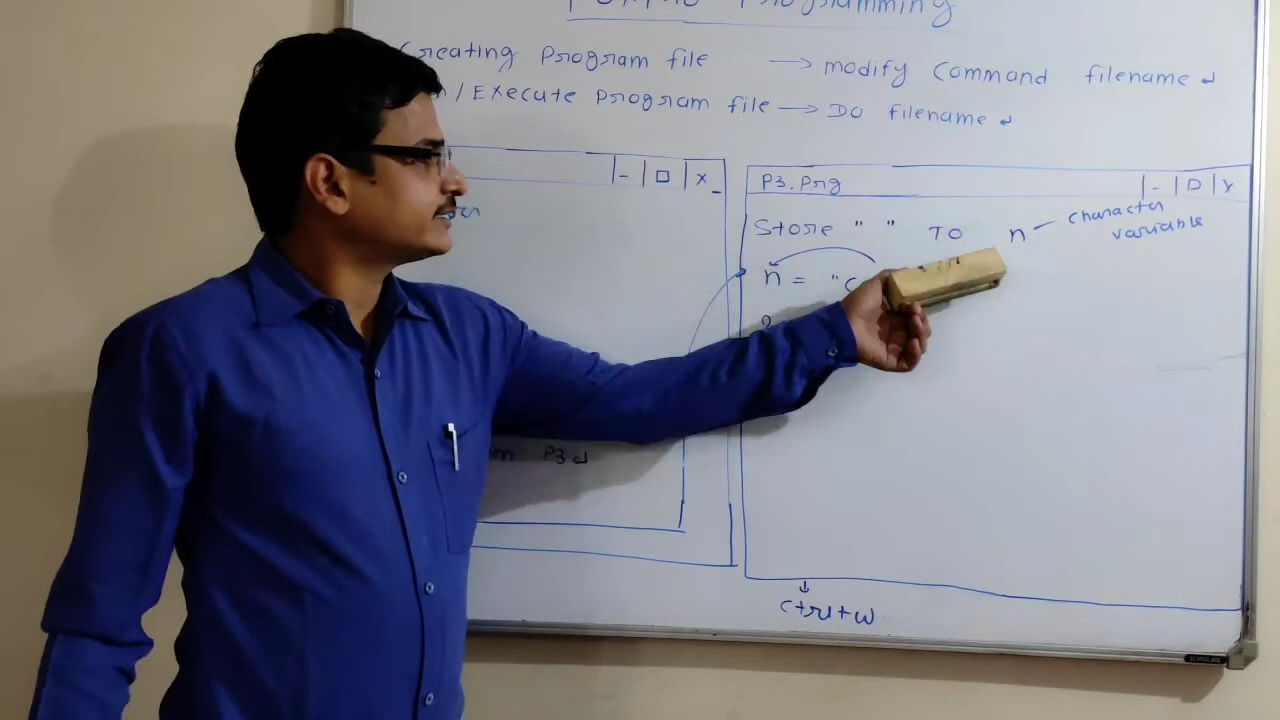 Programming
Creating Program file → modify command filename ↲
/ Execute Program file → DO filename ↲
- □ x
P3.Prg - □ x
Store " " TO n — character variable
n = "C
?
P3 ↲
↓
ctrl+w